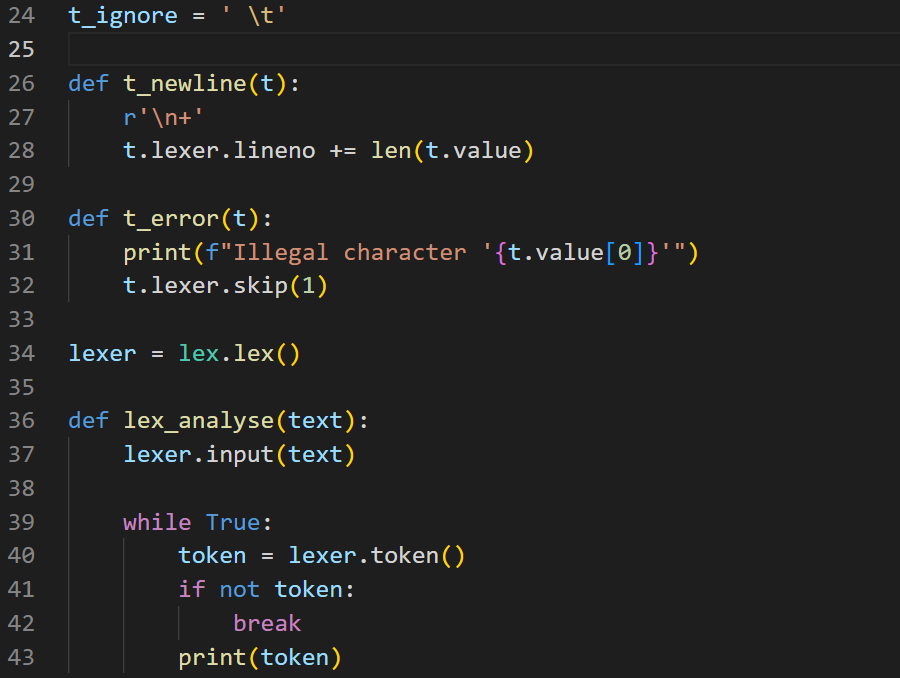 24 t_ignore = ' \t'
25
26 def t_newline(t):
27     r'\n+'
28     t.lexer.lineno += len(t.value)
29
30 def t_error(t):
31     print(f"Illegal character '{t.value[0]}'")
32     t.lexer.skip(1)
33
34 lexer = lex.lex()
35
36 def lex_analyse(text):
37     lexer.input(text)
38
39     while True:
40         token = lexer.token()
41         if not token:
42             break
43         print(token)